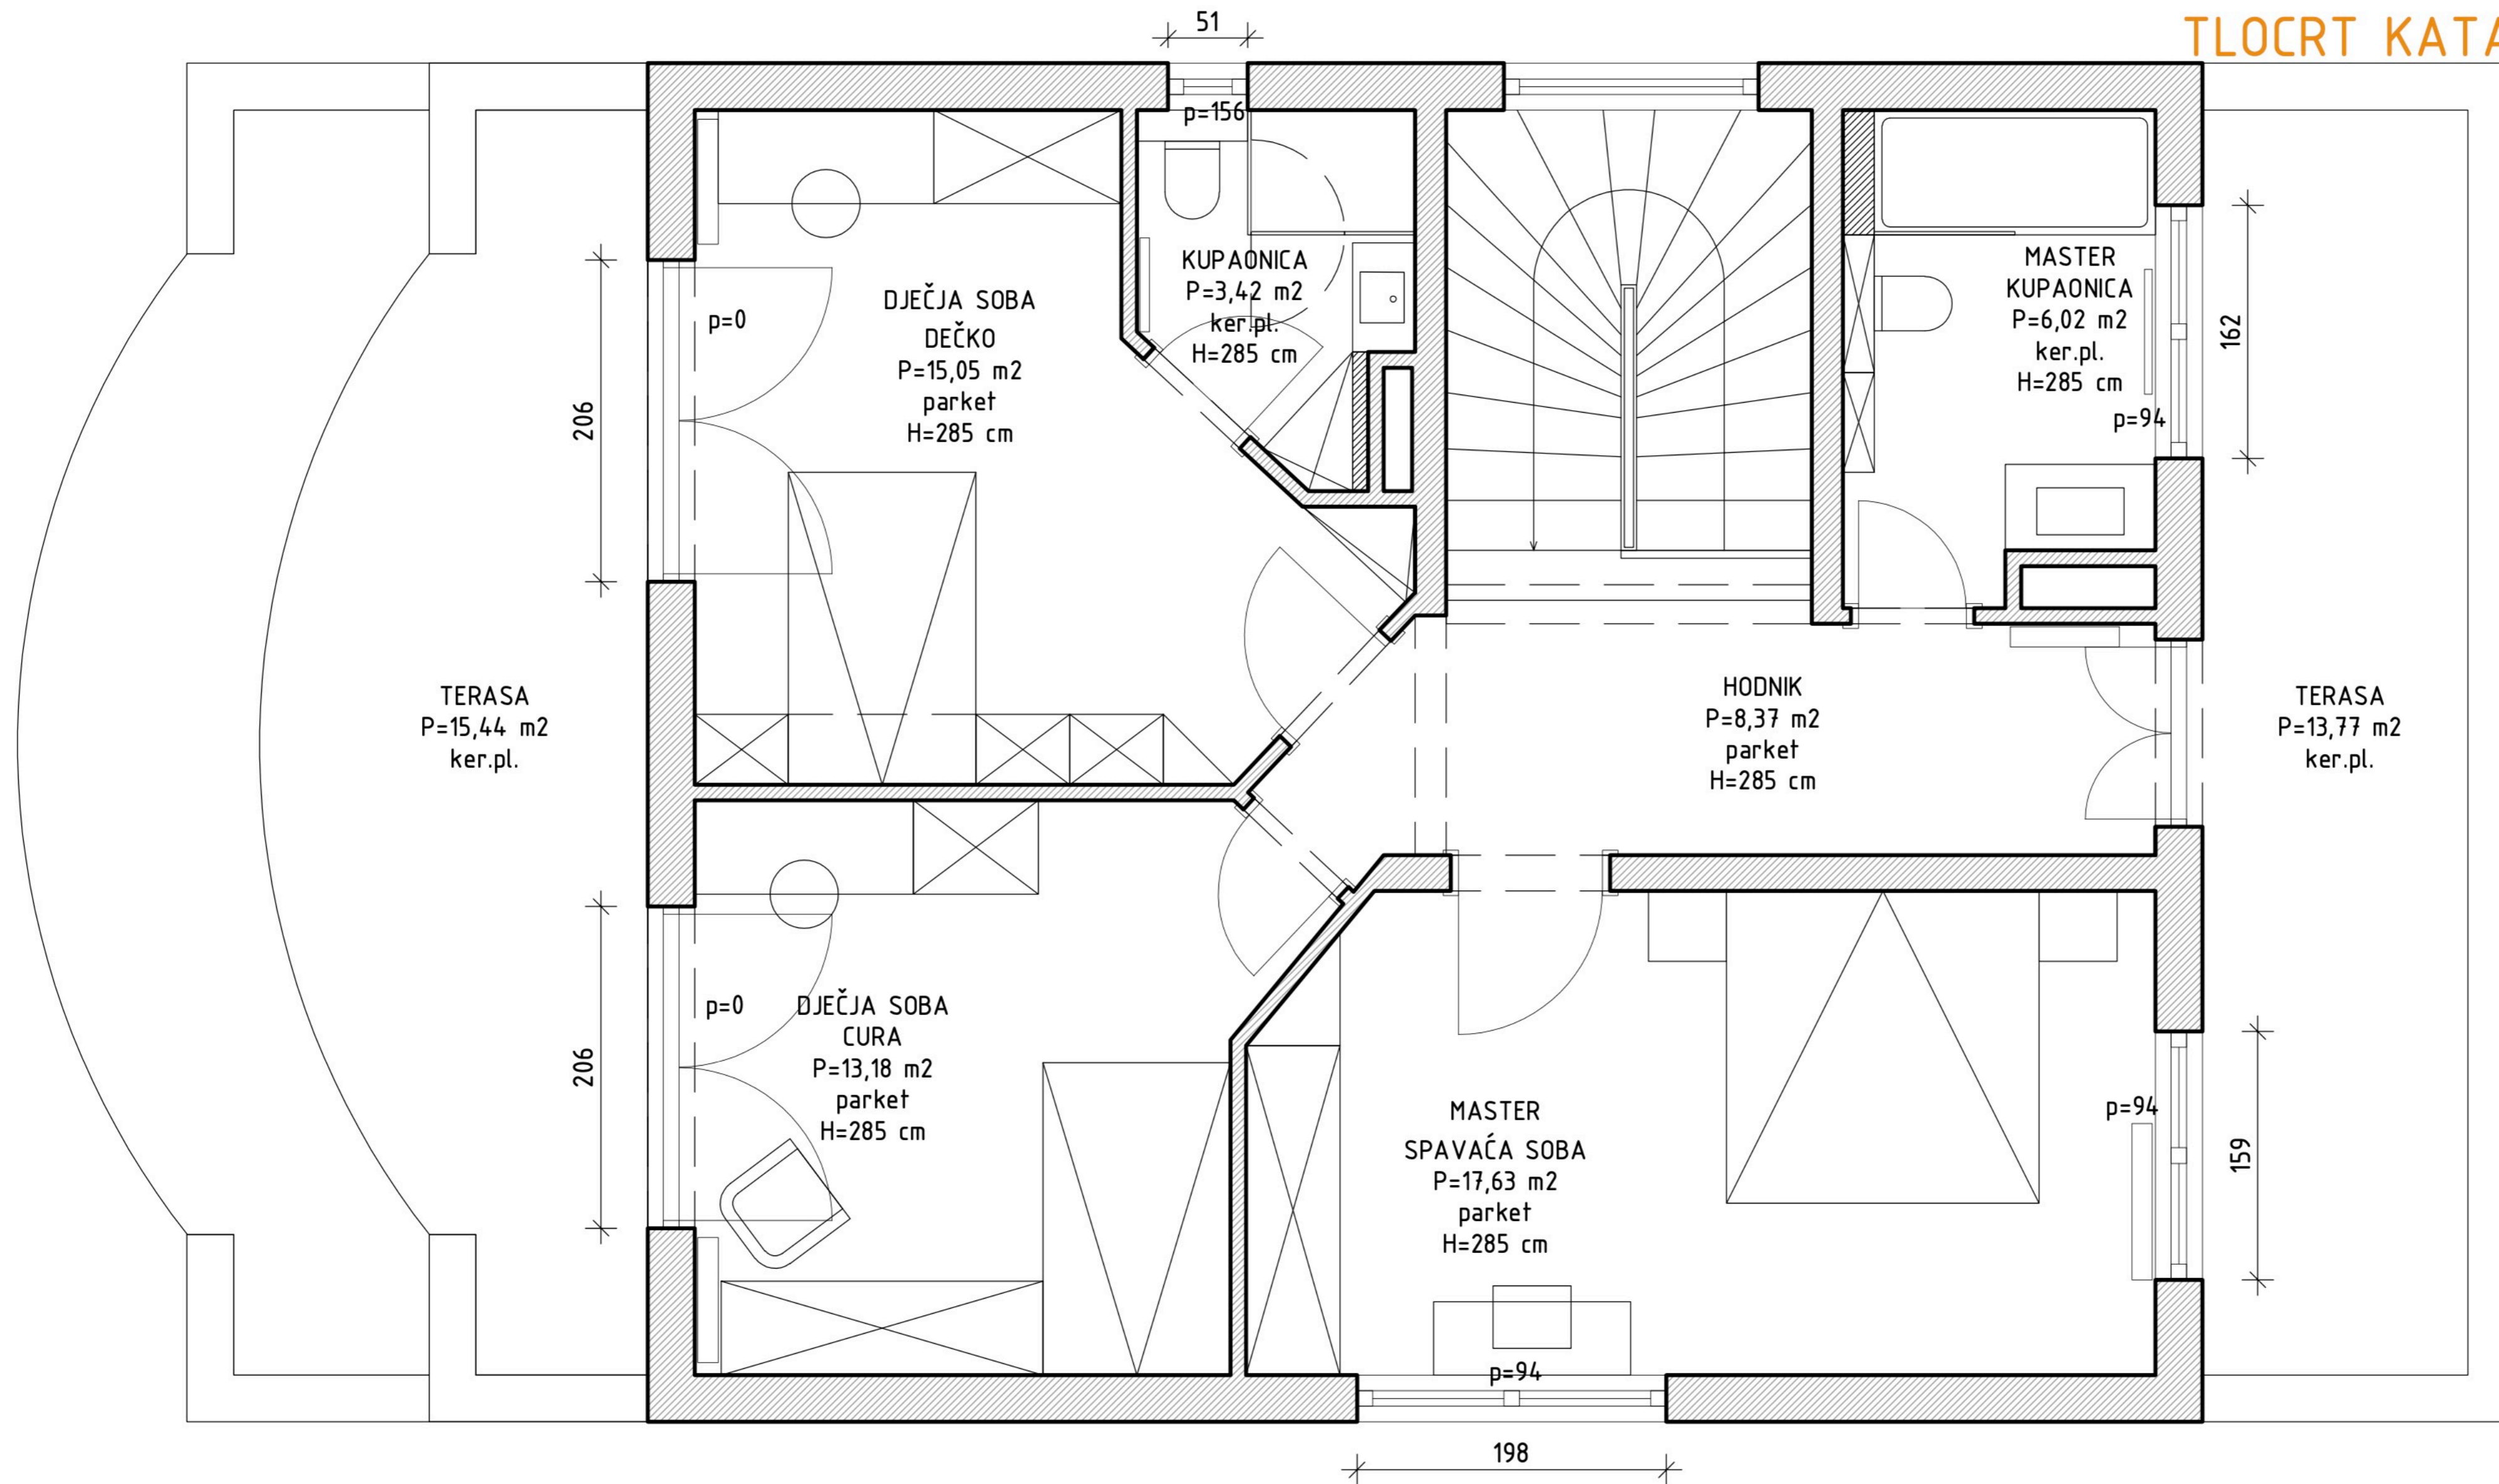 TLOCRT KATA
51
p=156
KUPAONICA
P=3,42 m2
ker.pl.
H=285 cm
DJEČJA SOBA
DEČKO
P=15,05 m2
parket
H=285 cm
p=0
206
MASTER
KUPAONICA
P=6,02 m2
ker.pl.
H=285 cm
p=94
162
TERASA
P=15,44 m2
ker.pl.
HODNIK
P=8,37 m2
parket
H=285 cm
TERASA
P=13,77 m2
ker.pl.
p=0
206
DJEČJA SOBA
CURA
P=13,18 m2
parket
H=285 cm
MASTER
SPAVAĆA SOBA
P=17,63 m2
parket
H=285 cm
p=94
159
p=94
198